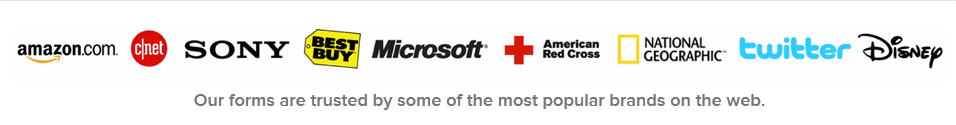 amazon.com c|net SONY BEST BUY Microsoft American Red Cross NATIONAL GEOGRAPHIC twitter Disney
Our forms are trusted by some of the most popular brands on the web.